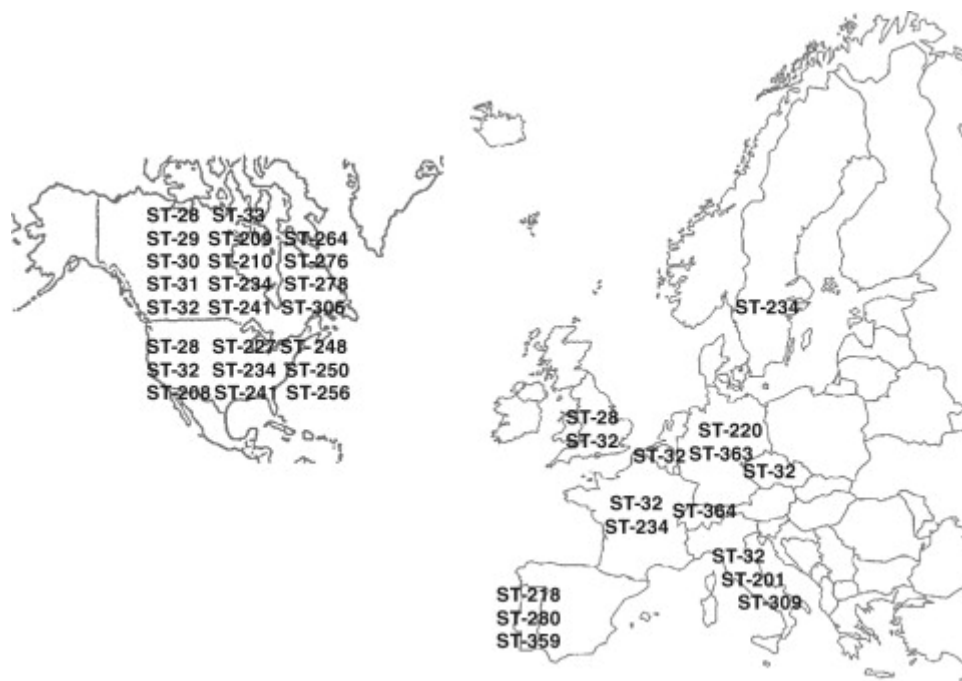 ST-28 ST-33
ST-29 ST-209 ST-264
ST-30 ST-210 ST-276
ST-31 ST-234 ST-278
ST-32 ST-241 ST-306
ST-28 ST-227 ST-248
ST-32 ST-234 ST-250
ST-208 ST-241 ST-256
ST-234
ST-28
ST-32
ST-220
ST-363
ST-32
ST-32
ST-32
ST-234
ST-364
ST-32
ST-201
ST-309
ST-218
ST-280
ST-359